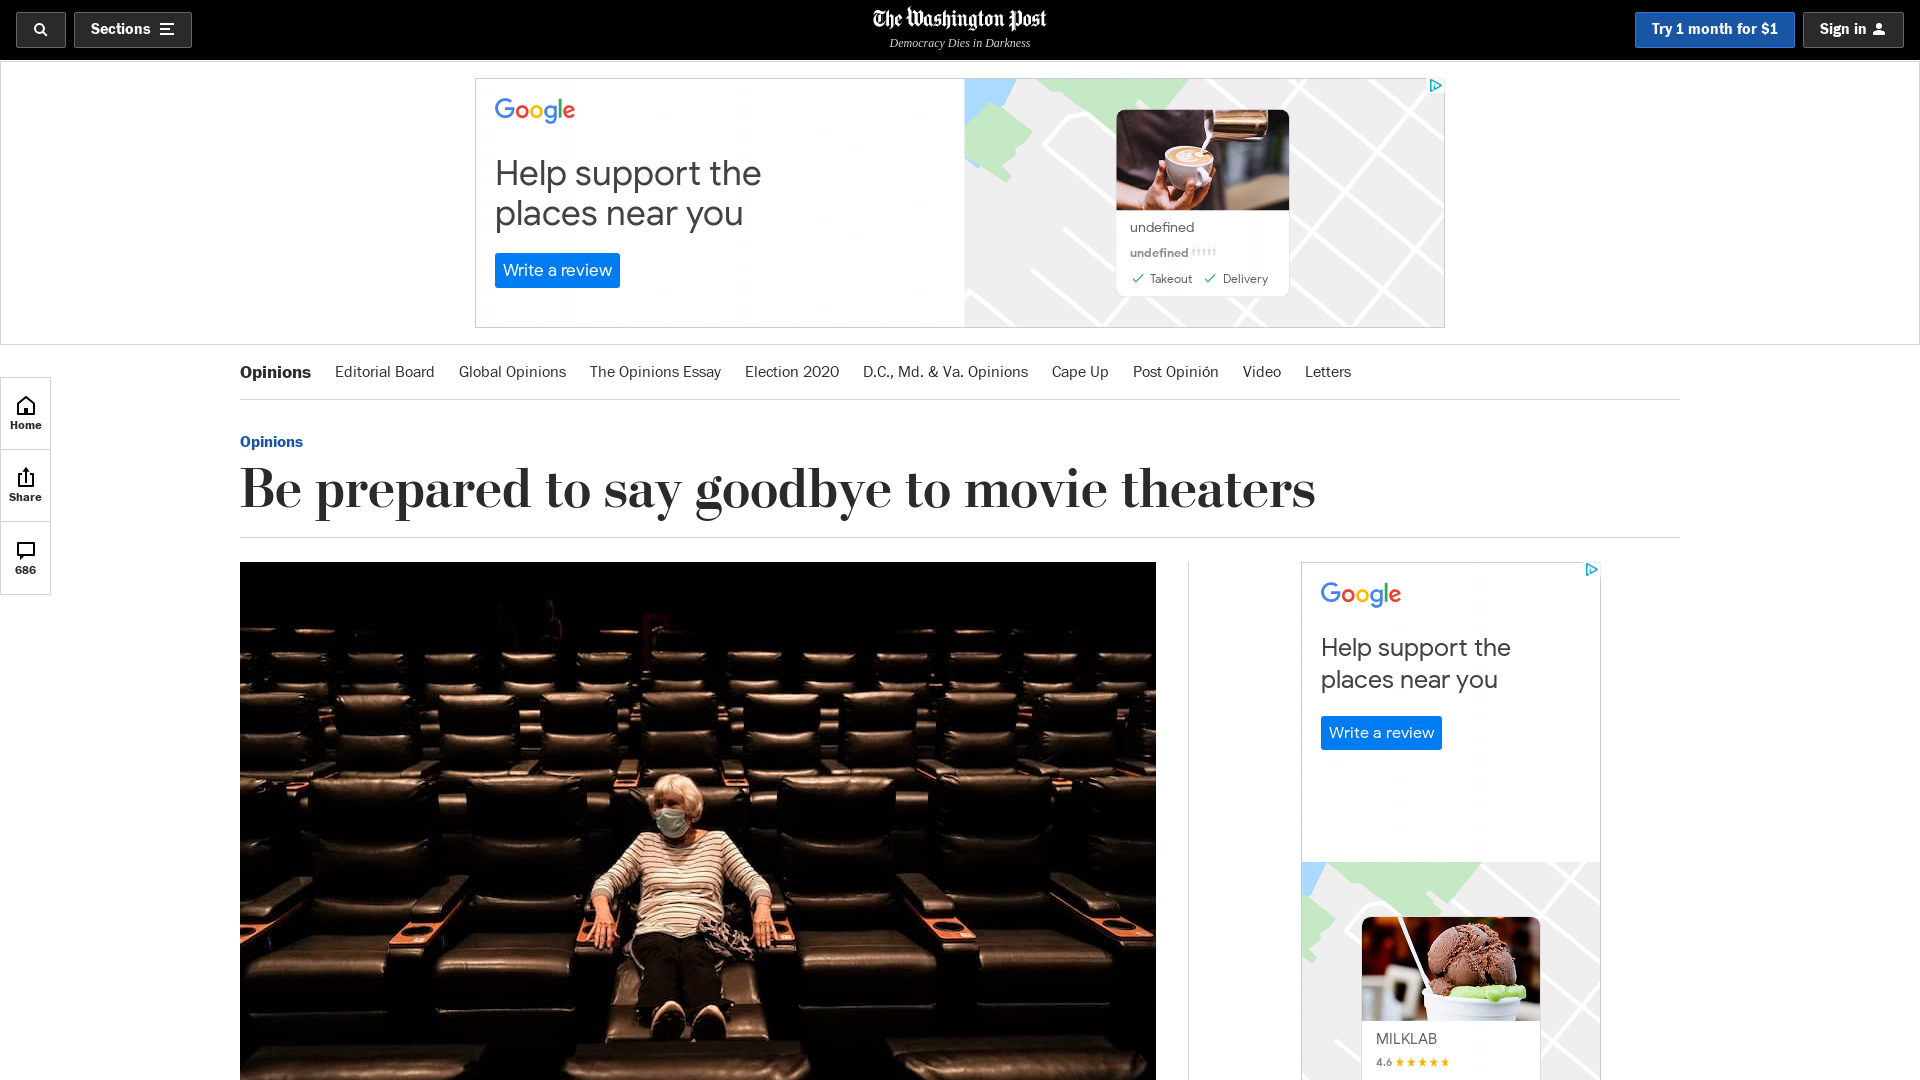 Sections
The Washington Post
Democracy Dies in Darkness
Try 1 month for $1
Sign in
Google
Help support the
places near you
Write a review
undefined
undefined
Takeout
Delivery
Opinions
Editorial Board
Global Opinions
The Opinions Essay
Election 2020
D.C., Md. & Va. Opinions
Cape Up
Post Opinión
Video
Letters
Home
Share
686
Opinions
Be prepared to say goodbye to movie theaters
Google
Help support the
places near you
Write a review
MILKLAB
4.6